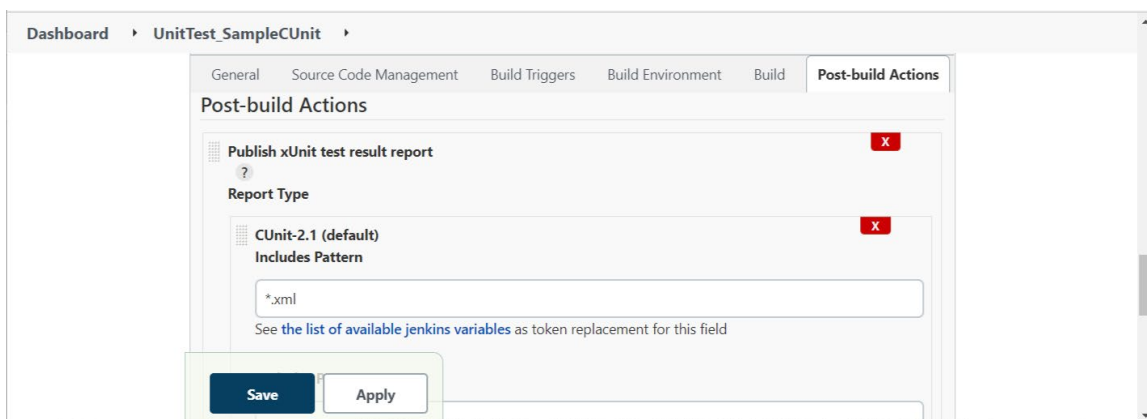 Dashboard UnitTest_SampleCUnit
General Source Code Management Build Triggers Build Environment Build Post-build Actions
Post-build Actions
X
Publish xUnit test result report
?
Report Type
X
CUnit-2.1 (default)
Includes Pattern
*.xml
See the list of available jenkins variables as token replacement for this field
Save Apply